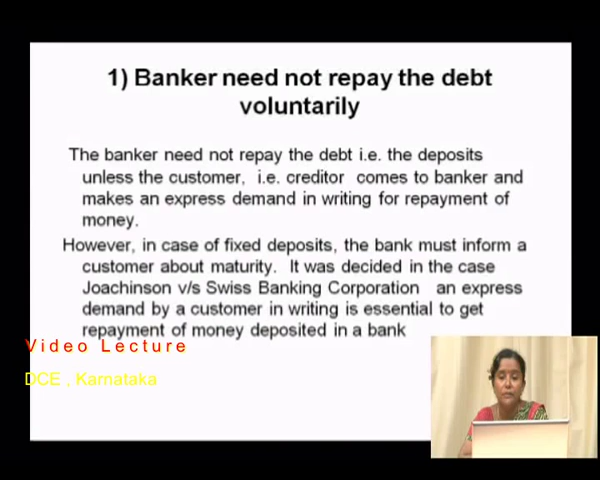 1) Banker need not repay the debt
voluntarily
The banker need not repay the debt i.e. the deposits
unless the customer, i.e. creditor comes to banker and
makes an express demand in writing for repayment of
money.
However, in case of fixed deposits, the bank must inform a
customer about maturity. It was decided in the case
Joachinson v/s Swiss Banking Corporation an express
demand by a customer in writing is essential to get
repayment of money deposited in a bank
Video Lecture
DCE , Karnataka